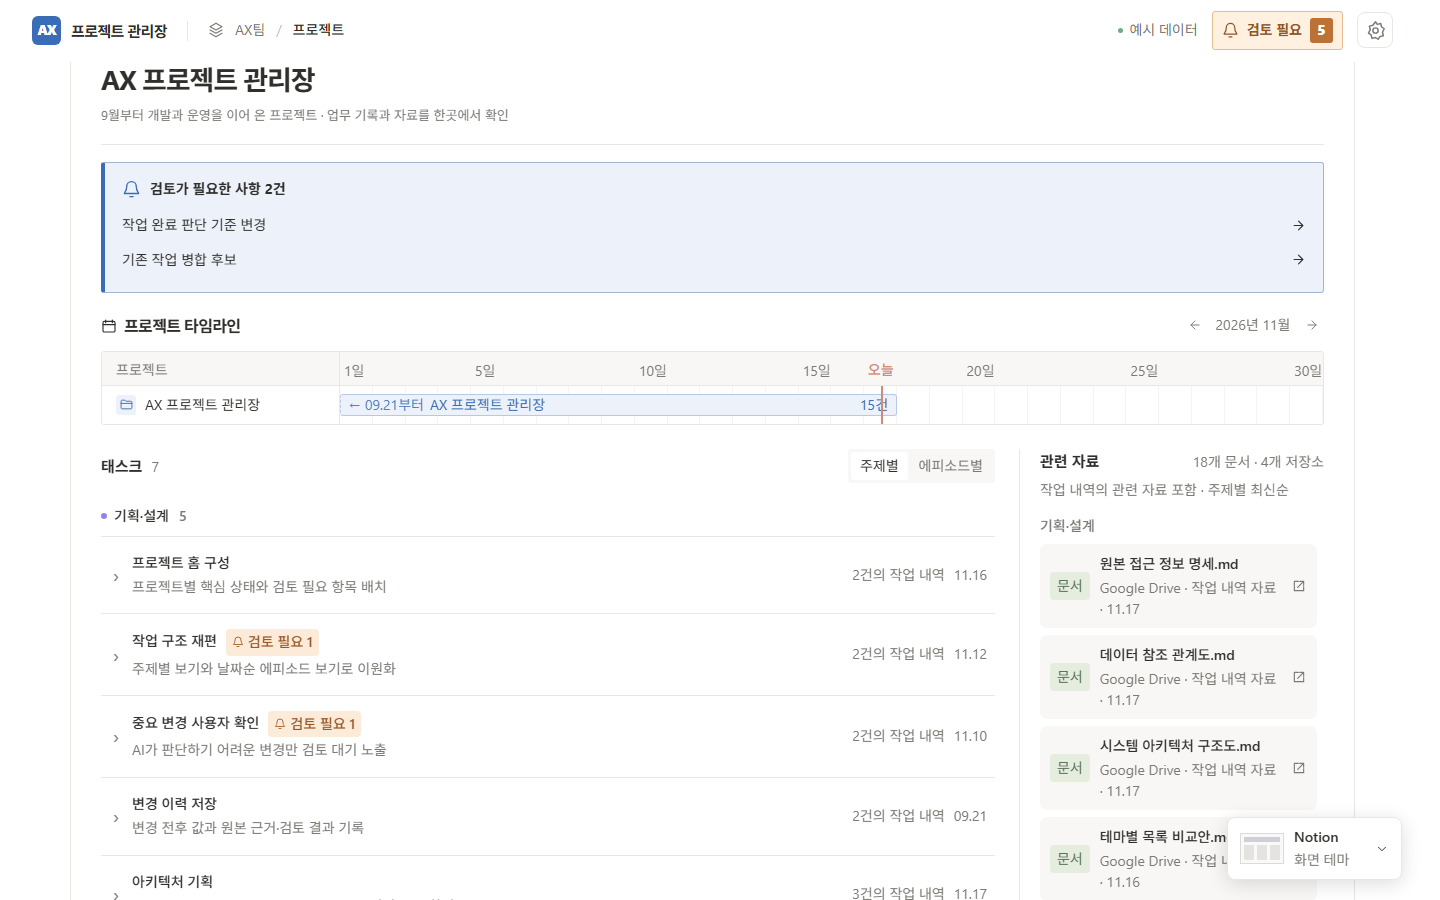 AX 프로젝트 관리장 AX팀 / 프로젝트 예시 데이터 검토 필요 5
AX 프로젝트 관리장
9월부터 개발과 운영을 이어 온 프로젝트 · 업무 기록과 자료를 한곳에서 확인
검토가 필요한 사항 2건
작업 완료 판단 기준 변경
기존 작업 병합 후보
프로젝트 타임라인 2026년 11월
프로젝트 1일 5일 10일 15일 오늘 20일 25일 30일
AX 프로젝트 관리장 ← 09.21부터 AX 프로젝트 관리장 15건
태스크 7 주제별 에피소드별
기획·설계 5
프로젝트 홈 구성
프로젝트별 핵심 상태와 검토 필요 항목 배치
2건의 작업 내역 11.16
작업 구조 재편 검토 필요 1
주제별 보기와 날짜순 에피소드 보기로 이원화
2건의 작업 내역 11.12
중요 변경 사용자 확인 검토 필요 1
AI가 판단하기 어려운 변경만 검토 대기 노출
2건의 작업 내역 11.10
변경 이력 저장
변경 전후 값과 원본 근거·검토 결과 기록
2건의 작업 내역 09.21
아키텍처 기획
3건의 작업 내역 11.17
관련 자료 18개 문서 · 4개 저장소
작업 내역의 관련 자료 포함 · 주제별 최신순
기획·설계
문서 원본 접근 정보 명세.md
Google Drive · 작업 내역 자료
· 11.17
문서 데이터 참조 관계도.md
Google Drive · 작업 내역 자료
· 11.17
문서 시스템 아키텍처 구조도.md
Google Drive · 작업 내역 자료
· 11.17
문서 테마별 목록 비교안.m
Google Drive · 작업
· 11.16
Notion
화면 테마